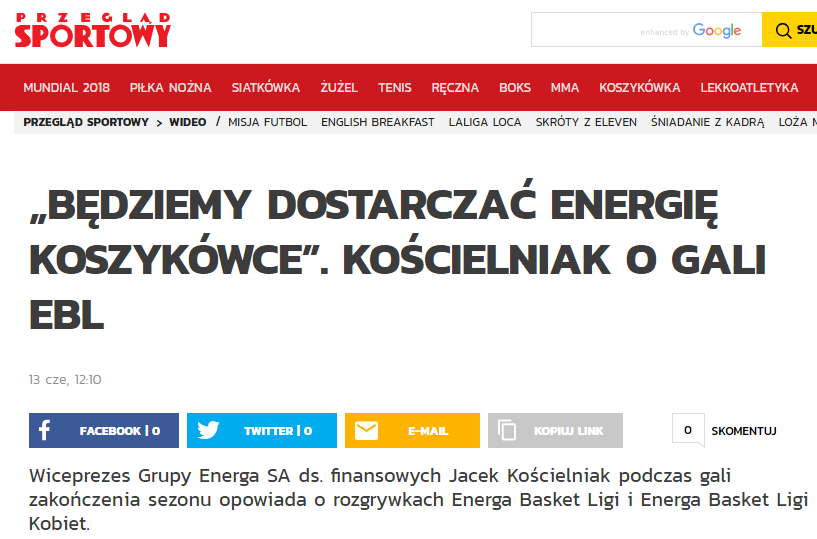 PRZEGLĄD
SPORTOWY
enhanced by Google
MUNDIAL 2018 PIŁKA NOŻNA SIATKÓWKA ŻUŻEL TENIS RĘCZNA BOKS MMA KOSZYKÓWKA LEKKOATLETYKA
PRZEGLĄD SPORTOWY > WIDEO / MISJA FUTBOL ENGLISH BREAKFAST LALIGA LOCA SKRÓTY Z ELEVEN ŚNIADANIE Z KADRĄ LOŻA
„BĘDZIEMY DOSTARCZAĆ ENERGIĘ
KOSZYKÓWCE”. KOŚCIELNIAK O GALI
EBL
13 cze, 12:10
FACEBOOK | 0 TWITTER | 0 E-MAIL KOPIUJ LINK 0 SKOMENTUJ
Wiceprezes Grupy Energa SA ds. finansowych Jacek Kościelniak podczas gali
zakończenia sezonu opowiada o rozgrywkach Energa Basket Ligi i Energa Basket Ligi
Kobiet.